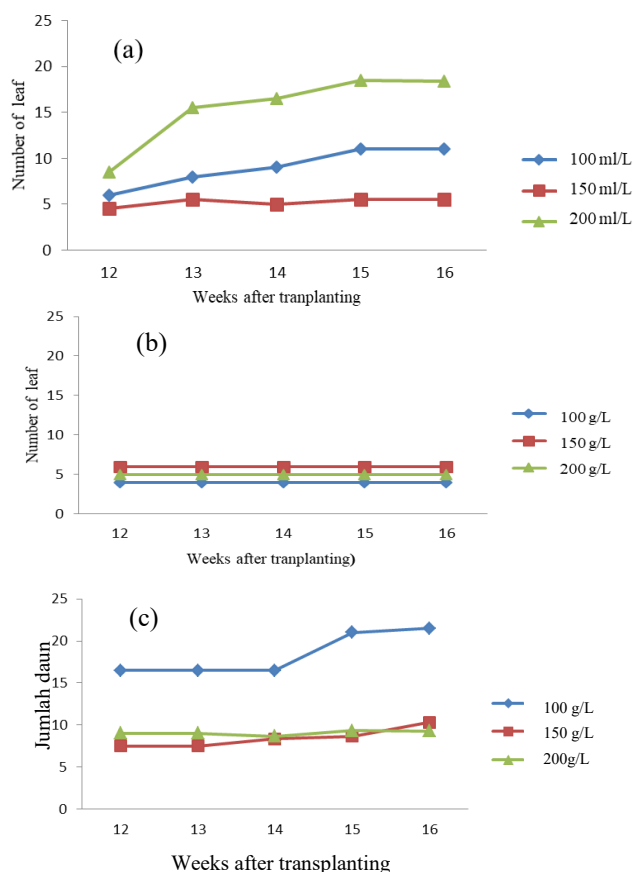 (a)
25
20
15
10
5
0
Number of leaf
12 13 14 15 16
Weeks after tranplanting
100 ml/L
150 ml/L
200 ml/L
(b)
25
20
15
10
5
0
Number of leaf
12 13 14 15 16
Weeks after tranplanting)
100 g/L
150 g/L
200 g/L
(c)
25
20
15
10
5
0
Jumlah daun
12 13 14 15 16
Weeks after transplanting
100 g/L
150 g/L
200g/L